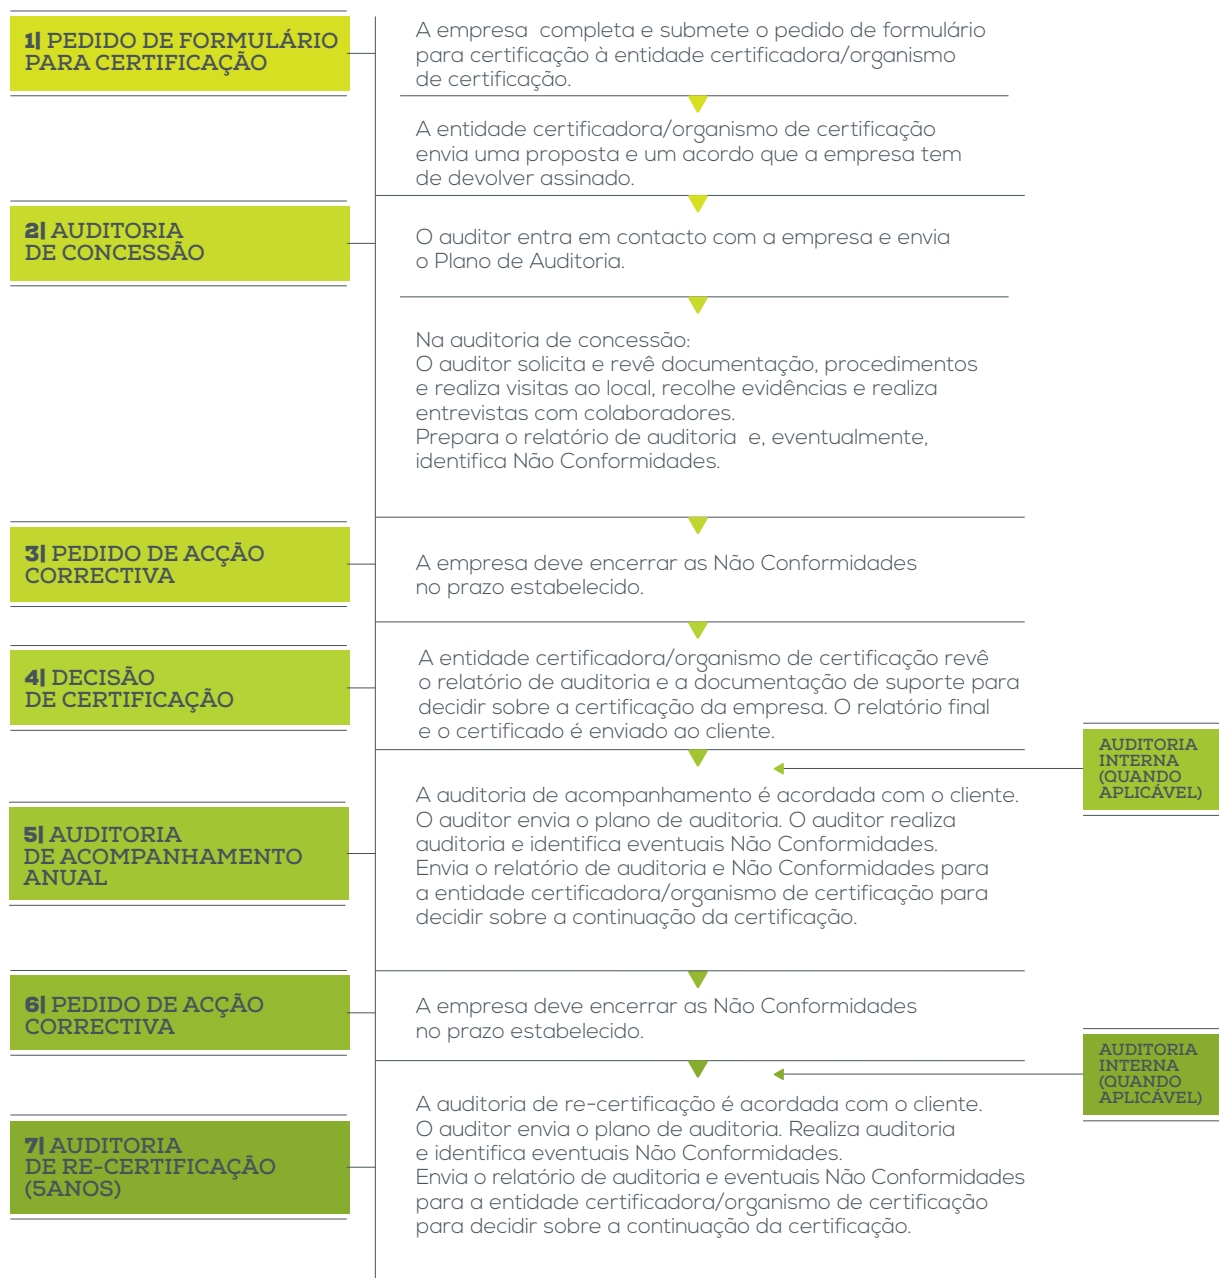 1| PEDIDO DE FORMULÁRIO
PARA CERTIFICAÇÃO
A empresa completa e submete o pedido de formulário
para certificação à entidade certificadora/organismo
de certificação.
A entidade certificadora/organismo de certificação
envia uma proposta e um acordo que a empresa tem
de devolver assinado.
2| AUDITORIA
DE CONCESSÃO
O auditor entra em contacto com a empresa e envia
o Plano de Auditoria.
Na auditoria de concessão:
O auditor solicita e revê documentação, procedimentos
e realiza visitas ao local, recolhe evidências e realiza
entrevistas com colaboradores.
Prepara o relatório de auditoria e, eventualmente,
identifica Não Conformidades.
3| PEDIDO DE ACÇÃO
CORRECTIVA
A empresa deve encerrar as Não Conformidades
no prazo estabelecido.
4| DECISÃO
DE CERTIFICAÇÃO
A entidade certificadora/organismo de certificação revê
o relatório de auditoria e a documentação de suporte para
decidir sobre a certificação da empresa. O relatório final
e o certificado é enviado ao cliente.
AUDITORIA
INTERNA
(QUANDO
APLICÁVEL)
5| AUDITORIA
DE ACOMPANHAMENTO
ANUAL
A auditoria de acompanhamento é acordada com o cliente.
O auditor envia o plano de auditoria. O auditor realiza
auditoria e identifica eventuais Não Conformidades.
Envia o relatório de auditoria e Não Conformidades para
a entidade certificadora/organismo de certificação para
decidir sobre a continuação da certificação.
6| PEDIDO DE ACÇÃO
CORRECTIVA
A empresa deve encerrar as Não Conformidades
no prazo estabelecido.
AUDITORIA
INTERNA
(QUANDO
APLICÁVEL)
7| AUDITORIA
DE RE-CERTIFICAÇÃO
(5ANOS)
A auditoria de re-certificação é acordada com o cliente.
O auditor envia o plano de auditoria. Realiza auditoria
e identifica eventuais Não Conformidades.
Envia o relatório de auditoria e eventuais Não Conformidades
para a entidade certificadora/organismo de certificação
para decidir sobre a continuação da certificação.